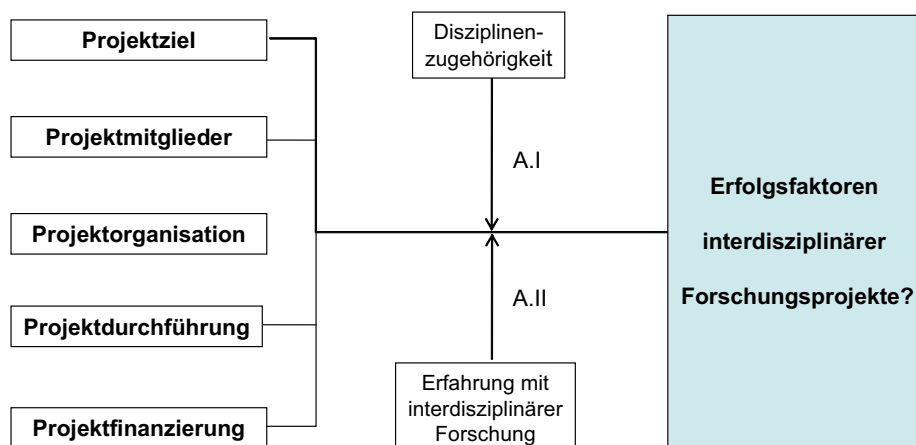 Projektziel
Projektmitglieder
Projektorganisation
Projektdurchführung
Projektfinanzierung
Disziplinen-
zugehörigkeit
A.I
A.II
Erfahrung mit
interdisziplinärer
Forschung
Erfolgsfaktoren
interdisziplinärer
Forschungsprojekte?